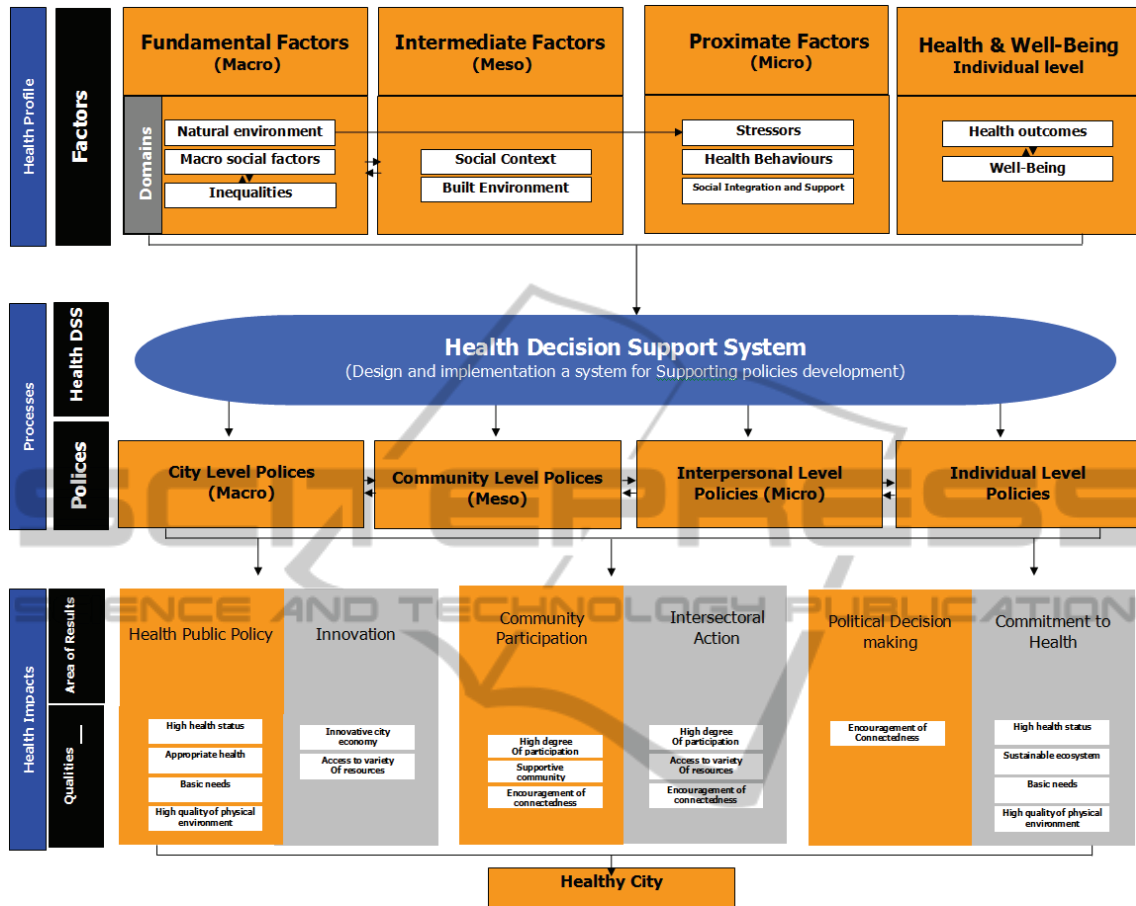 Health Profile
Factors
Fundamental Factors
(Macro)
Intermediate Factors
(Meso)
Proximate Factors
(Micro)
Health & Well-Being
Individual level
Domains
Natural environment
Macro social factors
Inequalities
Social Context
Built Environment
Stressors
Health Behaviours
Social Integration and Support
Health outcomes
Well-Being
Processes
Health DSS
Health Decision Support System
(Design and implementation a system for Supporting policies development)
Polices
City Level Polices
(Macro)
Community Level Polices
(Meso)
Interpersonal Level
Policies (Micro)
Individual Level
Policies
SCITEPRESS
SCIENCE AND TECHNOLOGY PUBLICATION
Health Impacts
Area of Results
Health Public Policy
Innovation
Community
Participation
Intersectoral
Action
Political Decision
making
Commitment to
Health
Qualities
High health status
Appropriate health
Basic needs
High quality of physical
environment
Innovative city
economy
Access to variety
Of resources
High degree
Of participation
Supportive
community
Encouragement of
connectedness
High degree
Of participation
Access to variety
Of resources
Encouragement of
connectedness
Encouragement of
Connectedness
High health status
Sustainable ecosystem
Basic needs
High quality of physical
environment
Healthy City